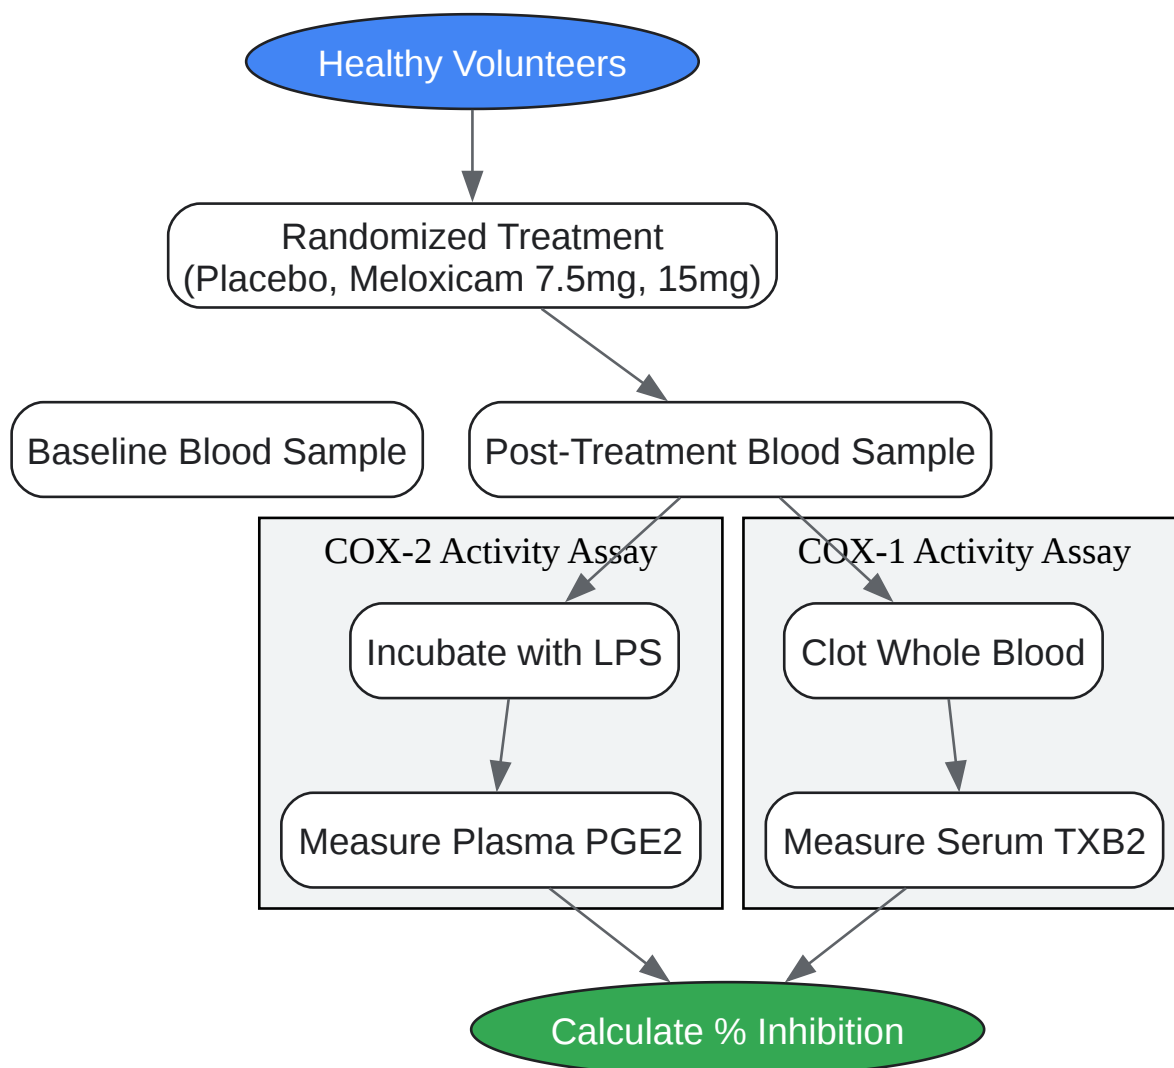 Healthy Volunteers
Randomized Treatment
(Placebo, Meloxicam 7.5mg, 15mg)
Baseline Blood Sample
Post-Treatment Blood Sample
COX-2 Activity Assay
COX-1 Activity Assay
Incubate with LPS
Clot Whole Blood
Measure Plasma PGE2
Measure Serum TXB2
Calculate % Inhibition